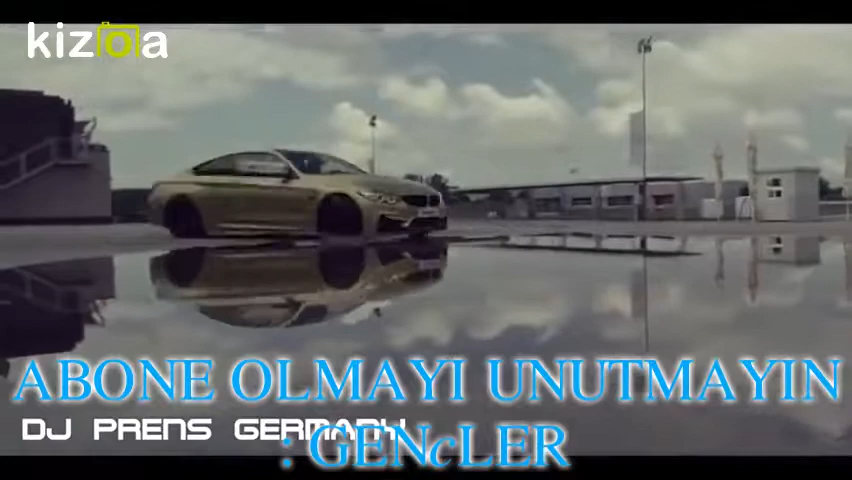 kizoa
ABONE OLMAYI UNUTMAYIN
DJ PRENS GERMANY
: GENcLER